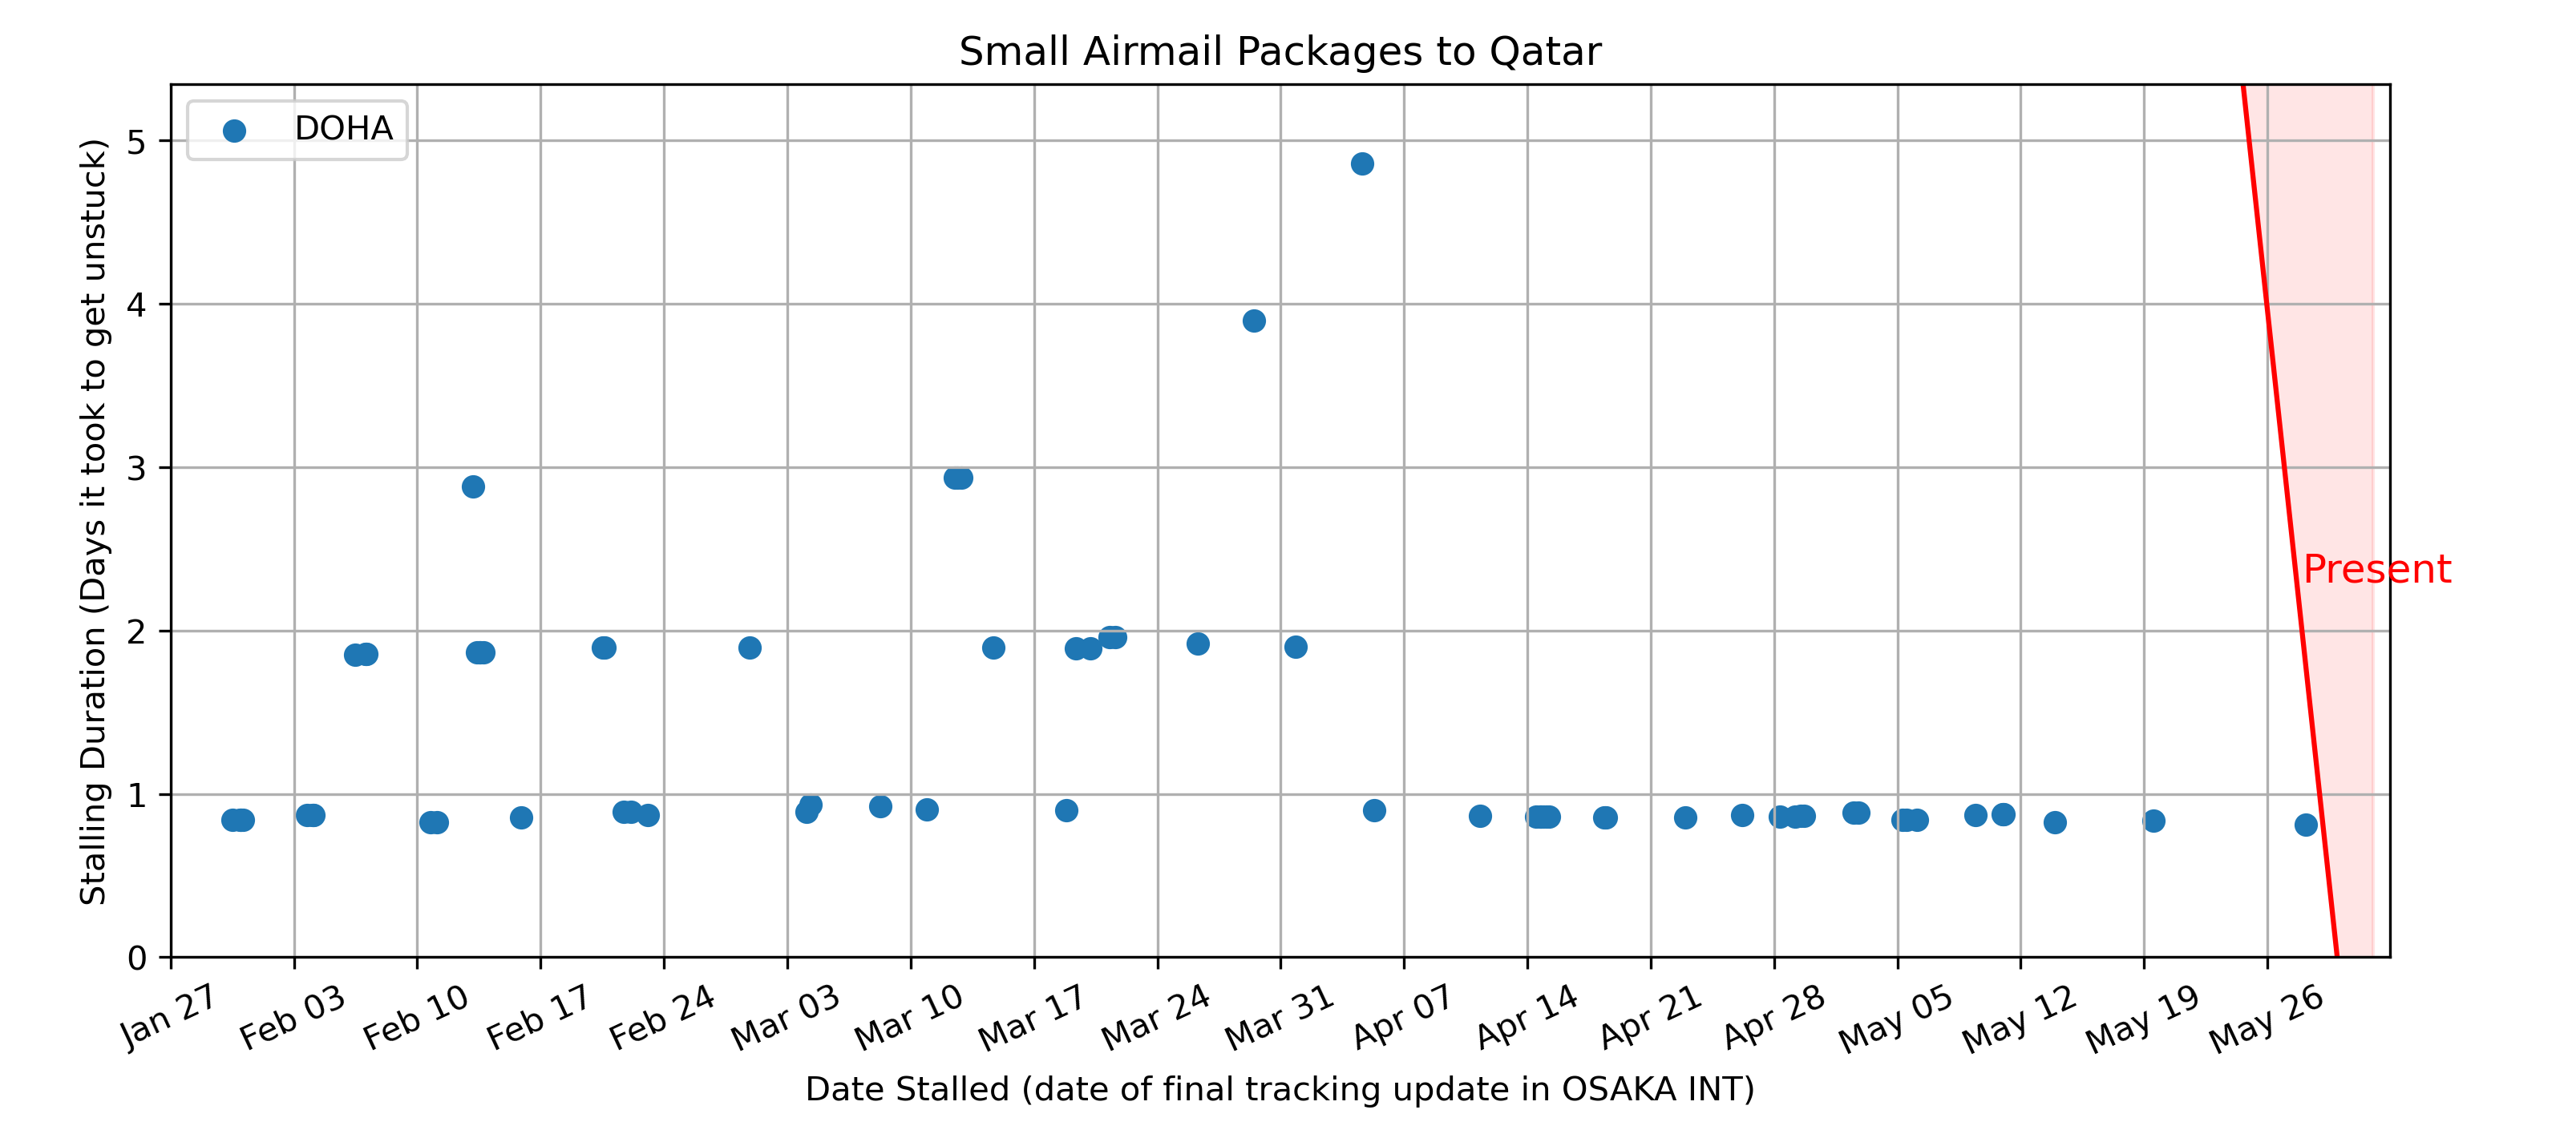 Small Airmail Packages to Qatar
DOHA
Stalling Duration (Days it took to get unstuck)
5
4
3
2
1
0
Present
Jan 27
Feb 03
Feb 10
Feb 17
Feb 24
Mar 03
Mar 10
Mar 17
Mar 24
Mar 31
Apr 07
Apr 14
Apr 21
Apr 28
May 05
May 12
May 19
May 26
Date Stalled (date of final tracking update in OSAKA INT)